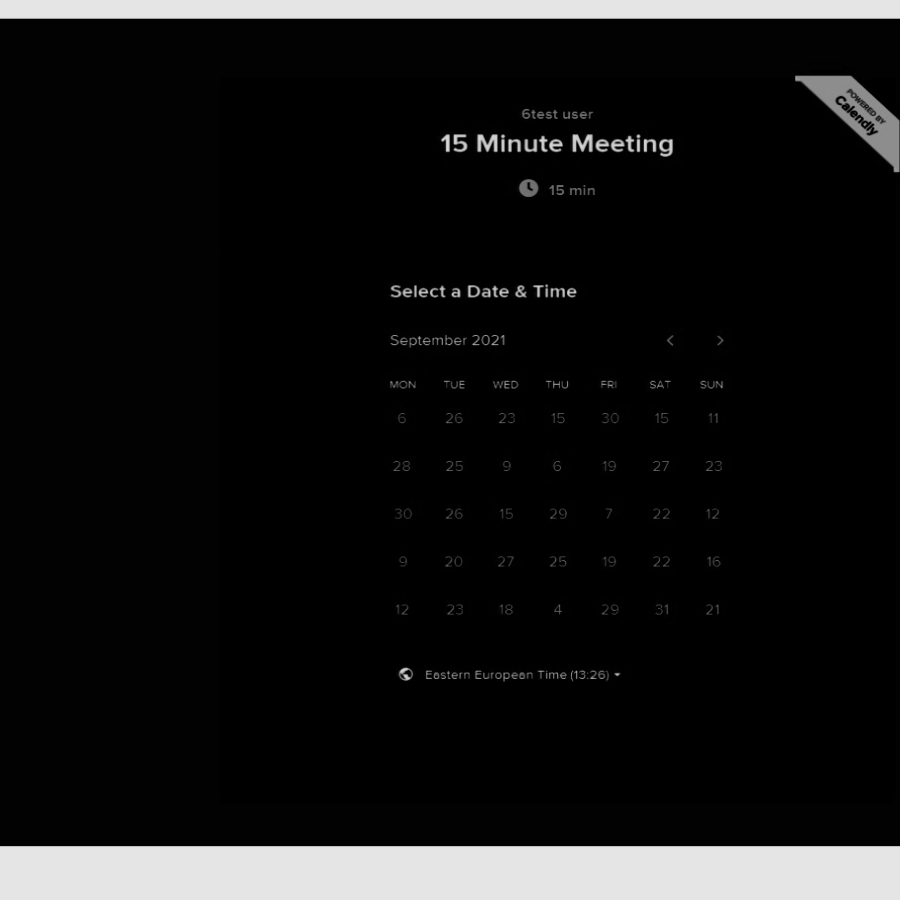 POWERED BY
Calendly
6test user
15 Minute Meeting
15 min
Select a Date & Time
September 2021
MON TUE WED THU FRI SAT SUN
6 26 23 15 30 15 11
28 25 9 6 19 27 23
30 26 15 29 7 22 12
9 20 27 25 19 22 16
12 23 18 4 29 31 21
Eastern European Time (13:26)